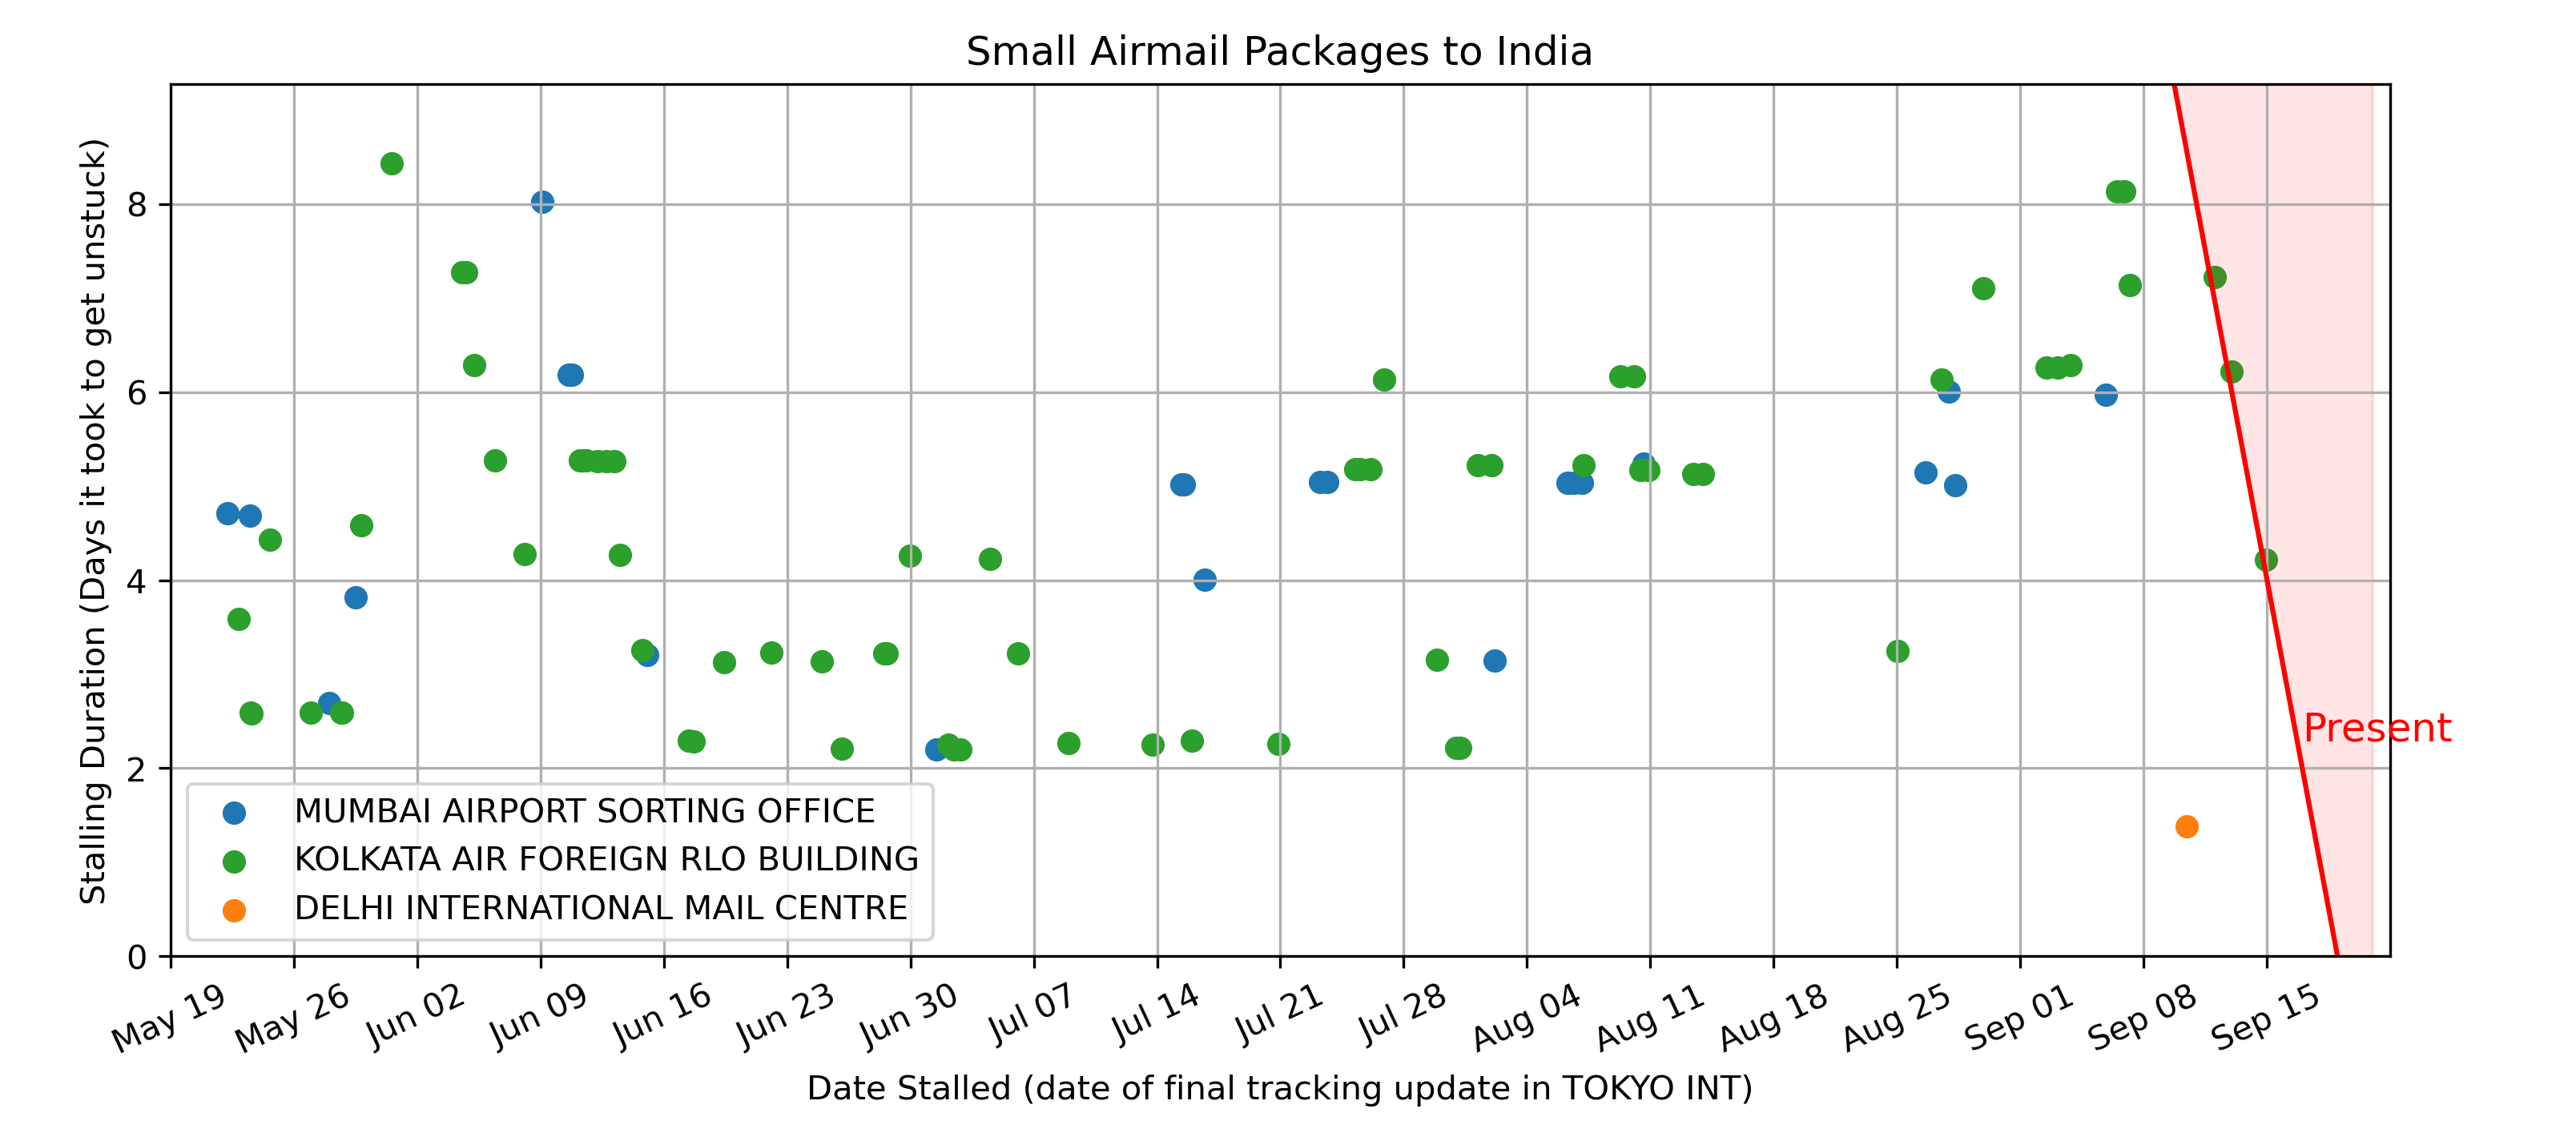 Small Airmail Packages to India
Stalling Duration (Days it took to get unstuck)
8
6
4
2
0
Present
MUMBAI AIRPORT SORTING OFFICE
KOLKATA AIR FOREIGN RLO BUILDING
DELHI INTERNATIONAL MAIL CENTRE
May 19
May 26
Jun 02
Jun 09
Jun 16
Jun 23
Jun 30
Jul 07
Jul 14
Jul 21
Jul 28
Aug 04
Aug 11
Aug 18
Aug 25
Sep 01
Sep 08
Sep 15
Date Stalled (date of final tracking update in TOKYO INT)